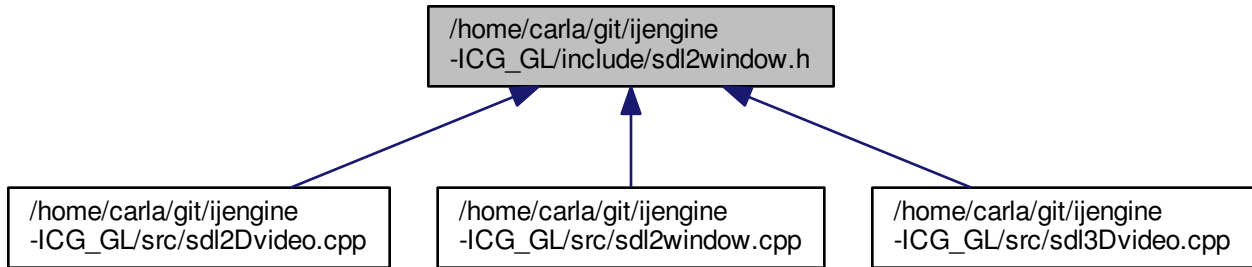 /home/carla/git/ijengine
-ICG_GL/include/sdl2window.h
/home/carla/git/ijengine
-ICG_GL/src/sdl2Dvideo.cpp
/home/carla/git/ijengine
-ICG_GL/src/sdl2window.cpp
/home/carla/git/ijengine
-ICG_GL/src/sdl3Dvideo.cpp